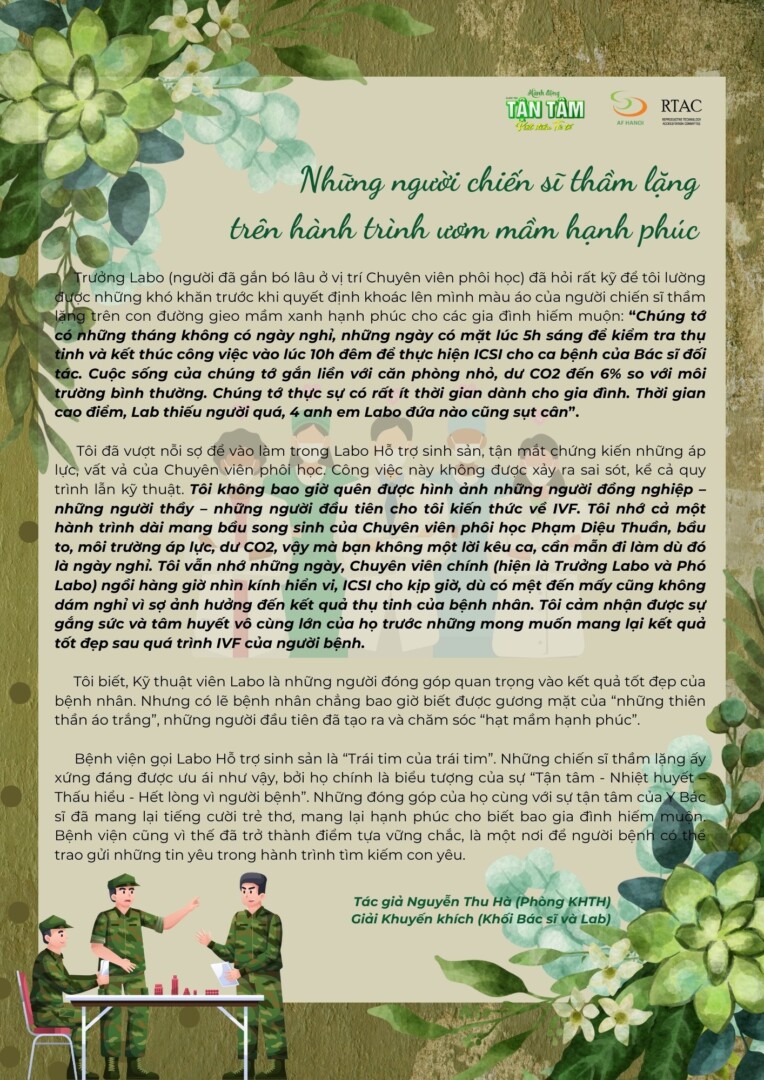 Hành động
TẬN TÂM
AF HANOI
RTAC
REPRODUCTIVE TECHNOLOGY
ACCREDITATION COMMITTEE
Những người chiến sĩ thầm lặng
trên hành trình ươm mầm hạnh phúc
Trưởng Labo (người đã gắn bó lâu ở vị trí Chuyên viên phôi học) đã hỏi rất kỹ để tôi lường
được những khó khăn trước khi quyết định khoác lên mình màu áo của người chiến sĩ thầm
lặng trên con đường gieo mầm xanh hạnh phúc cho các gia đình hiếm muộn: “Chúng tớ
có những tháng không có ngày nghỉ, những ngày có mặt lúc 5h sáng để kiểm tra thụ
tinh và kết thúc công việc vào lúc 10h đêm để thực hiện ICSI cho ca bệnh của Bác sĩ đối
tác. Cuộc sống của chúng tớ gắn liền với căn phòng nhỏ, dư CO2 đến 6% so với môi
trường bình thường. Chúng tớ thực sự có rất ít thời gian dành cho gia đình. Thời gian
cao điểm, Lab thiếu người quá, 4 anh em Labo đứa nào cũng sụt cân”.
Tôi đã vượt nỗi sợ để vào làm trong Labo Hỗ trợ sinh sản, tận mắt chứng kiến những áp
lực, vất vả của Chuyên viên phôi học. Công việc này không được xảy ra sai sót, kể cả quy
trình lẫn kỹ thuật. Tôi không bao giờ quên được hình ảnh những người đồng nghiệp –
những người thầy – những người đầu tiên cho tôi kiến thức về IVF. Tôi nhớ cả một
hành trình dài mang bầu song sinh của Chuyên viên phôi học Phạm Diệu Thuần, bầu
to, môi trường áp lực, dư CO2, vậy mà bạn không một lời kêu ca, cần mẫn đi làm dù đó
là ngày nghỉ. Tôi vẫn nhớ những ngày, Chuyên viên chính (hiện là Trưởng Labo và Phó
Labo) ngồi hàng giờ nhìn kính hiển vi, ICSI cho kịp giờ, dù có mệt đến mấy cũng không
dám nghỉ vì sợ ảnh hưởng đến kết quả thụ tinh của bệnh nhân. Tôi cảm nhận được sự
gắng sức và tâm huyết vô cùng lớn của họ trước những mong muốn mang lại kết quả
tốt đẹp sau quá trình IVF của người bệnh.
Tôi biết, Kỹ thuật viên Labo là những người đóng góp quan trọng vào kết quả tốt đẹp của
bệnh nhân. Nhưng có lẽ bệnh nhân chẳng bao giờ biết được gương mặt của “những thiên
thần áo trắng”, những người đầu tiên đã tạo ra và chăm sóc “hạt mầm hạnh phúc”.
Bệnh viện gọi Labo Hỗ trợ sinh sản là “Trái tim của trái tim”. Những chiến sĩ thầm lặng ấy
xứng đáng được ưu ái như vậy, bởi họ chính là biểu tượng của sự “Tận tâm - Nhiệt huyết –
Thấu hiểu - Hết lòng vì người bệnh”. Những đóng góp của họ cùng với sự tận tâm của Y Bác
sĩ đã mang lại tiếng cười trẻ thơ, mang lại hạnh phúc cho biết bao gia đình hiếm muộn.
Bệnh viện cũng vì thế đã trở thành điểm tựa vững chắc, là một nơi để người bệnh có thể
trao gửi những tin yêu trong hành trình tìm kiếm con yêu.
Tác giả Nguyễn Thu Hà (Phòng KHTH)
Giải Khuyến khích (Khối Bác sĩ và Lab)